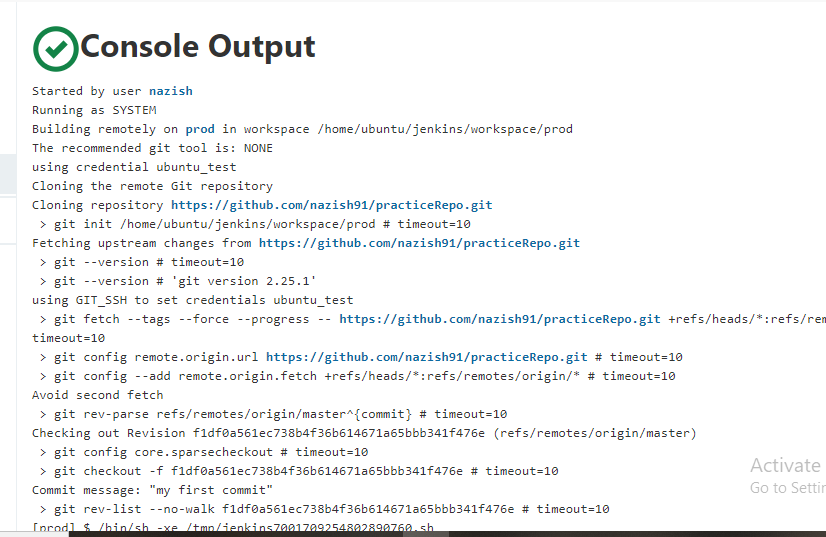 Console Output
Started by user nazish
Running as SYSTEM
Building remotely on prod in workspace /home/ubuntu/jenkins/workspace/prod
The recommended git tool is: NONE
using credential ubuntu_test
Cloning the remote Git repository
Cloning repository https://github.com/nazish91/practiceRepo.git
> git init /home/ubuntu/jenkins/workspace/prod # timeout=10
Fetching upstream changes from https://github.com/nazish91/practiceRepo.git
> git --version # timeout=10
> git --version # 'git version 2.25.1'
using GIT_SSH to set credentials ubuntu_test
> git fetch --tags --force --progress -- https://github.com/nazish91/practiceRepo.git +refs/heads/*:refs/rem
timeout=10
> git config remote.origin.url https://github.com/nazish91/practiceRepo.git # timeout=10
> git config --add remote.origin.fetch +refs/heads/*:refs/remotes/origin/* # timeout=10
Avoid second fetch
> git rev-parse refs/remotes/origin/master^{commit} # timeout=10
Checking out Revision f1df0a561ec738b4f36b614671a65bbb341f476e (refs/remotes/origin/master)
> git config core.sparsecheckout # timeout=10
> git checkout -f f1df0a561ec738b4f36b614671a65bbb341f476e # timeout=10
Commit message: "my first commit"
> git rev-list --no-walk f1df0a561ec738b4f36b614671a65bbb341f476e # timeout=10
[prod] $ /bin/sh -xe /tmp/jenkins7001709254802890760.sh
Activate
Go to Settin